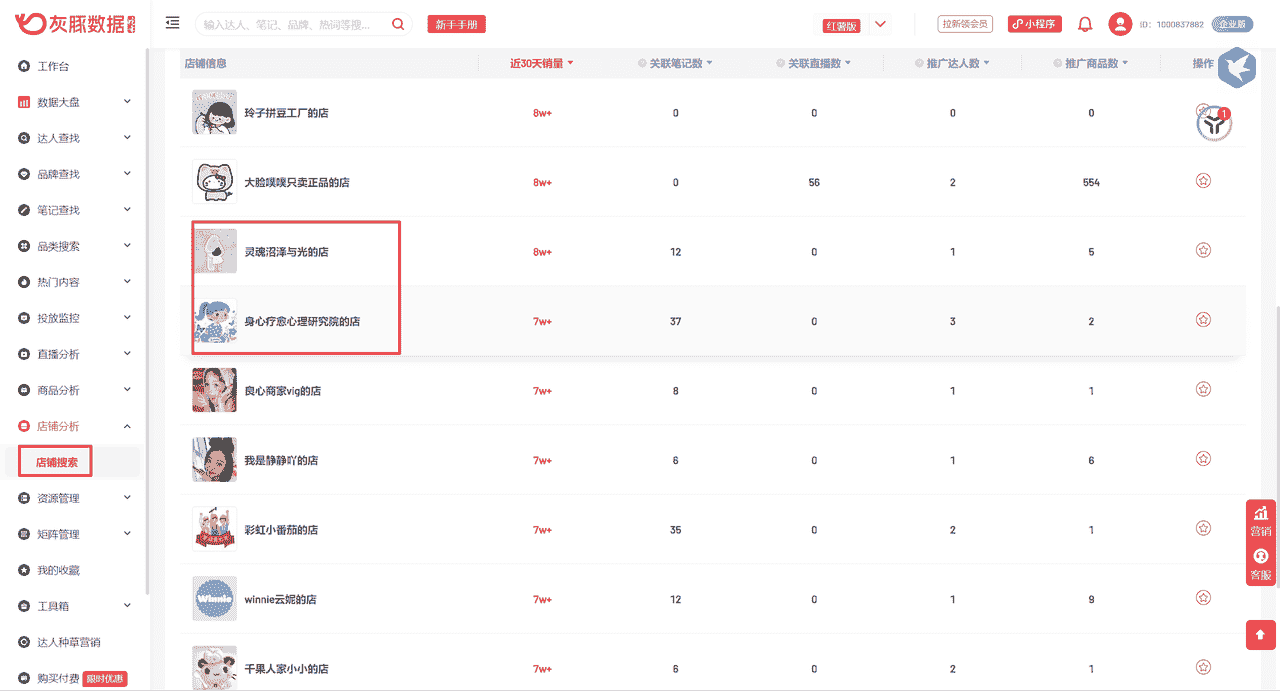 灰豚数据
输入达人、笔记、品牌、热词等搜...
新手手册
红薯版
拉新领会员
小程序
ID: 1000837882
企业版
工作台
数据大盘
达人查找
品牌查找
笔记查找
品类搜索
热门内容
投放监控
直播分析
商品分析
店铺分析
店铺搜索
资源管理
矩阵管理
我的收藏
工具箱
达人种草营销
购买付费 限时优惠
店铺信息 近30天销量 关联笔记数 关联直播数 推广达人数 推广商品数 操作
1
玲子拼豆工厂的店 8w+ 0 0 0 0
大脸噗噗只卖正品的店 8w+ 0 56 2 554
灵魂沼泽与光的店 8w+ 12 0 1 5
身心疗愈心理研究院的店 7w+ 37 0 3 2
良心商家vig的店 7w+ 8 0 1 1
我是静静吖的店 7w+ 6 0 1 6
彩虹小番茄的店 7w+ 35 0 2 1
Winnie
winnie云妮的店 7w+ 12 0 1 9
千果人家小小的店 7w+ 6 0 2 1
营销
客服